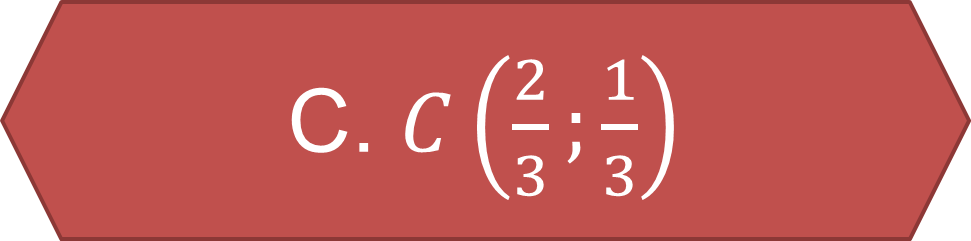 C. C (2/3 ; 1/3)